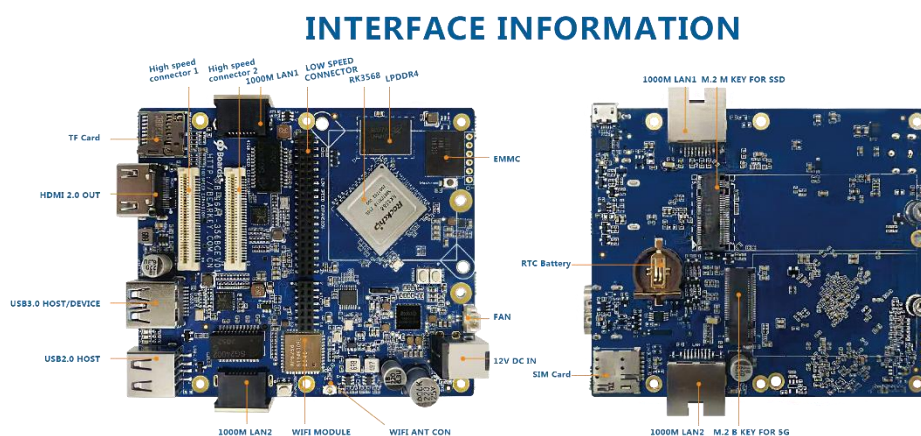 INTERFACE INFORMATION
High speed
connector 1
High speed
connector 2
1000M LAN1
LOW SPEED
CONNECTOR
RK3568
LPDDR4
TF Card
HDMI 2.0 OUT
USB3.0 HOST/DEVICE
USB2.0 HOST
EMMC
FAN
12V DC IN
1000M LAN2
WIFI MODULE
WIFI ANT CON
Rockchip
1000M LAN1
M.2 M KEY FOR SSD
RTC Battery
SIM Card
1000M LAN2
M.2 B KEY FOR 5G